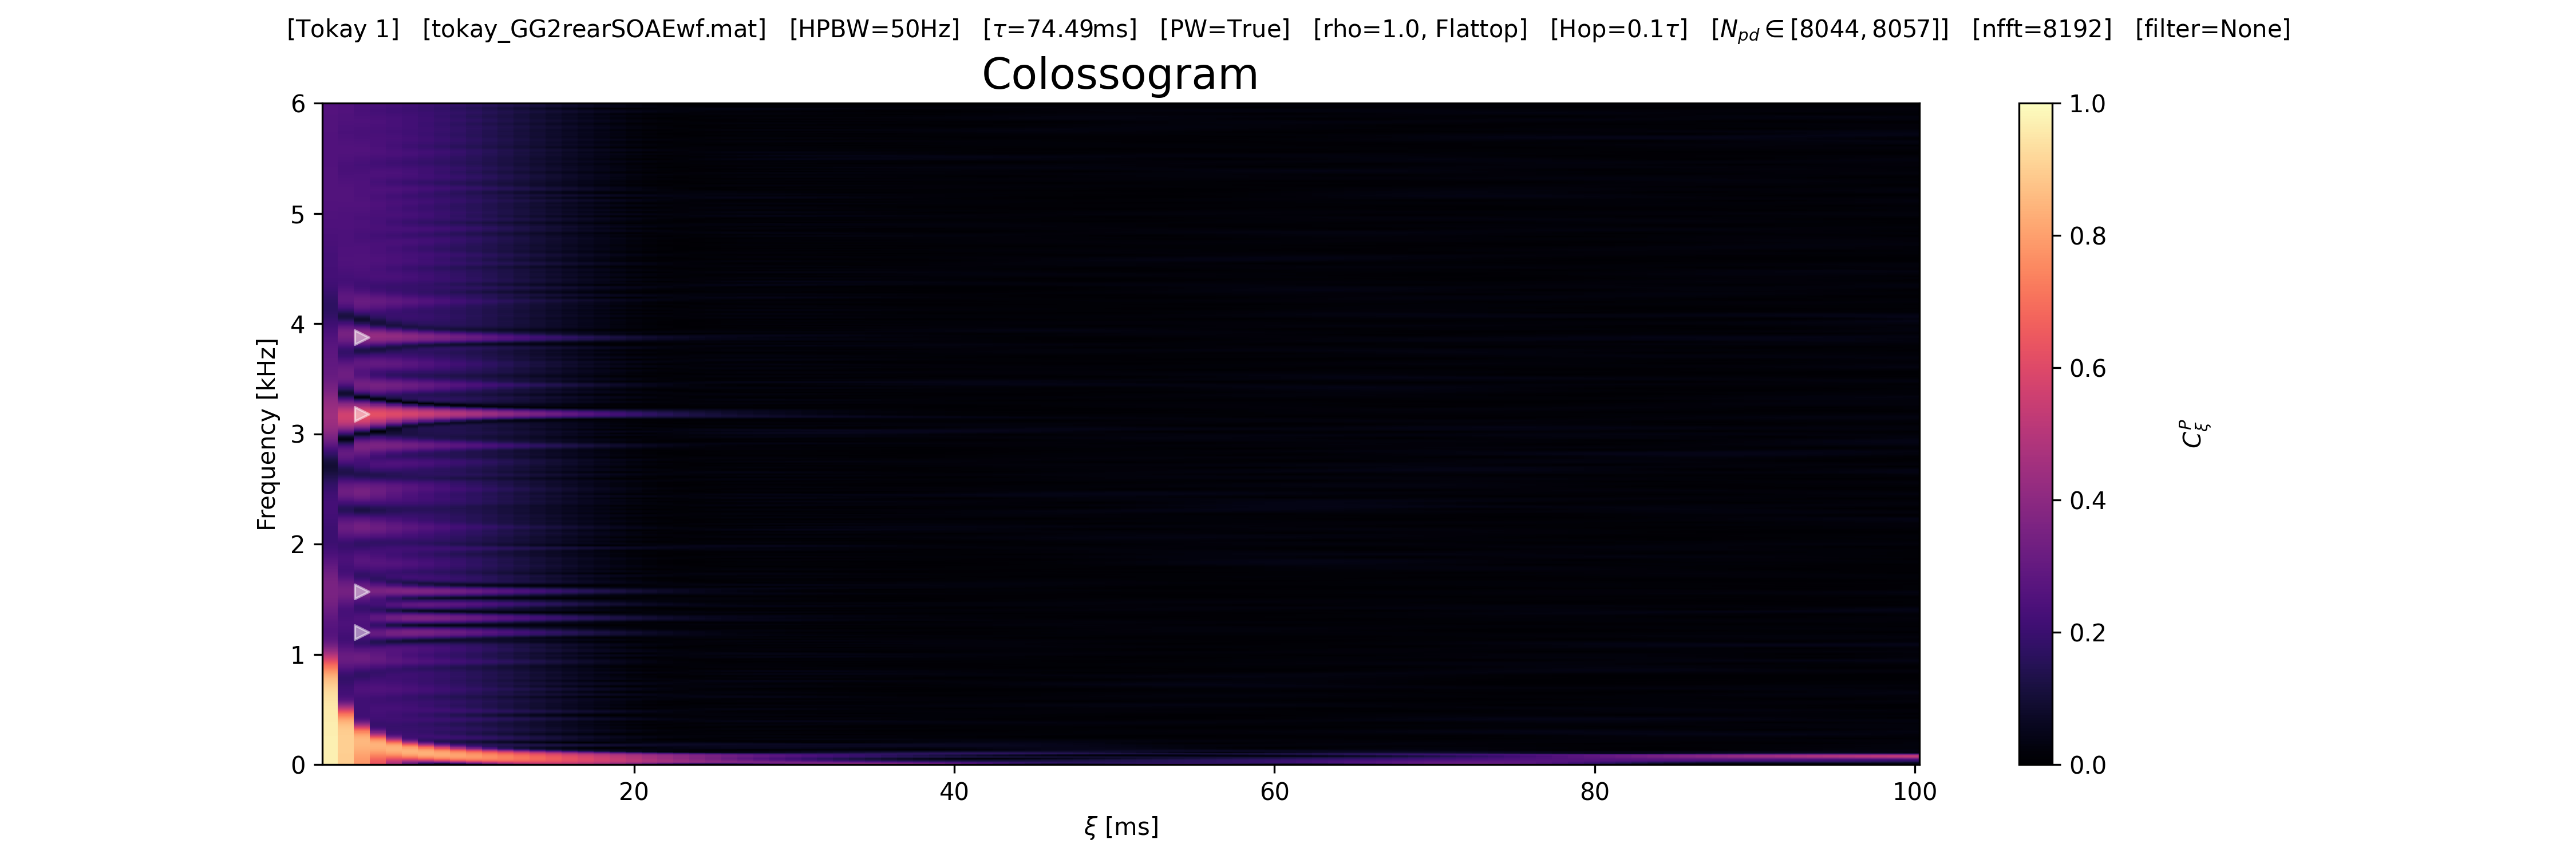 [Tokay 1] [tokay_GG2rearSOAEwf.mat] [HPBW=50Hz] [τ=74.49ms] [PW=True] [rho=1.0, Flattop] [Hop=0.1τ] [N_pd ∈ [8044, 8057]] [nfft=8192] [filter=None]
Colossogram
6
5
4
3
2
1
0
Frequency [kHz]
20 40 60 80 100
ξ [ms]
1.0
0.8
0.6
0.4
0.2
0.0
C_ξ^P